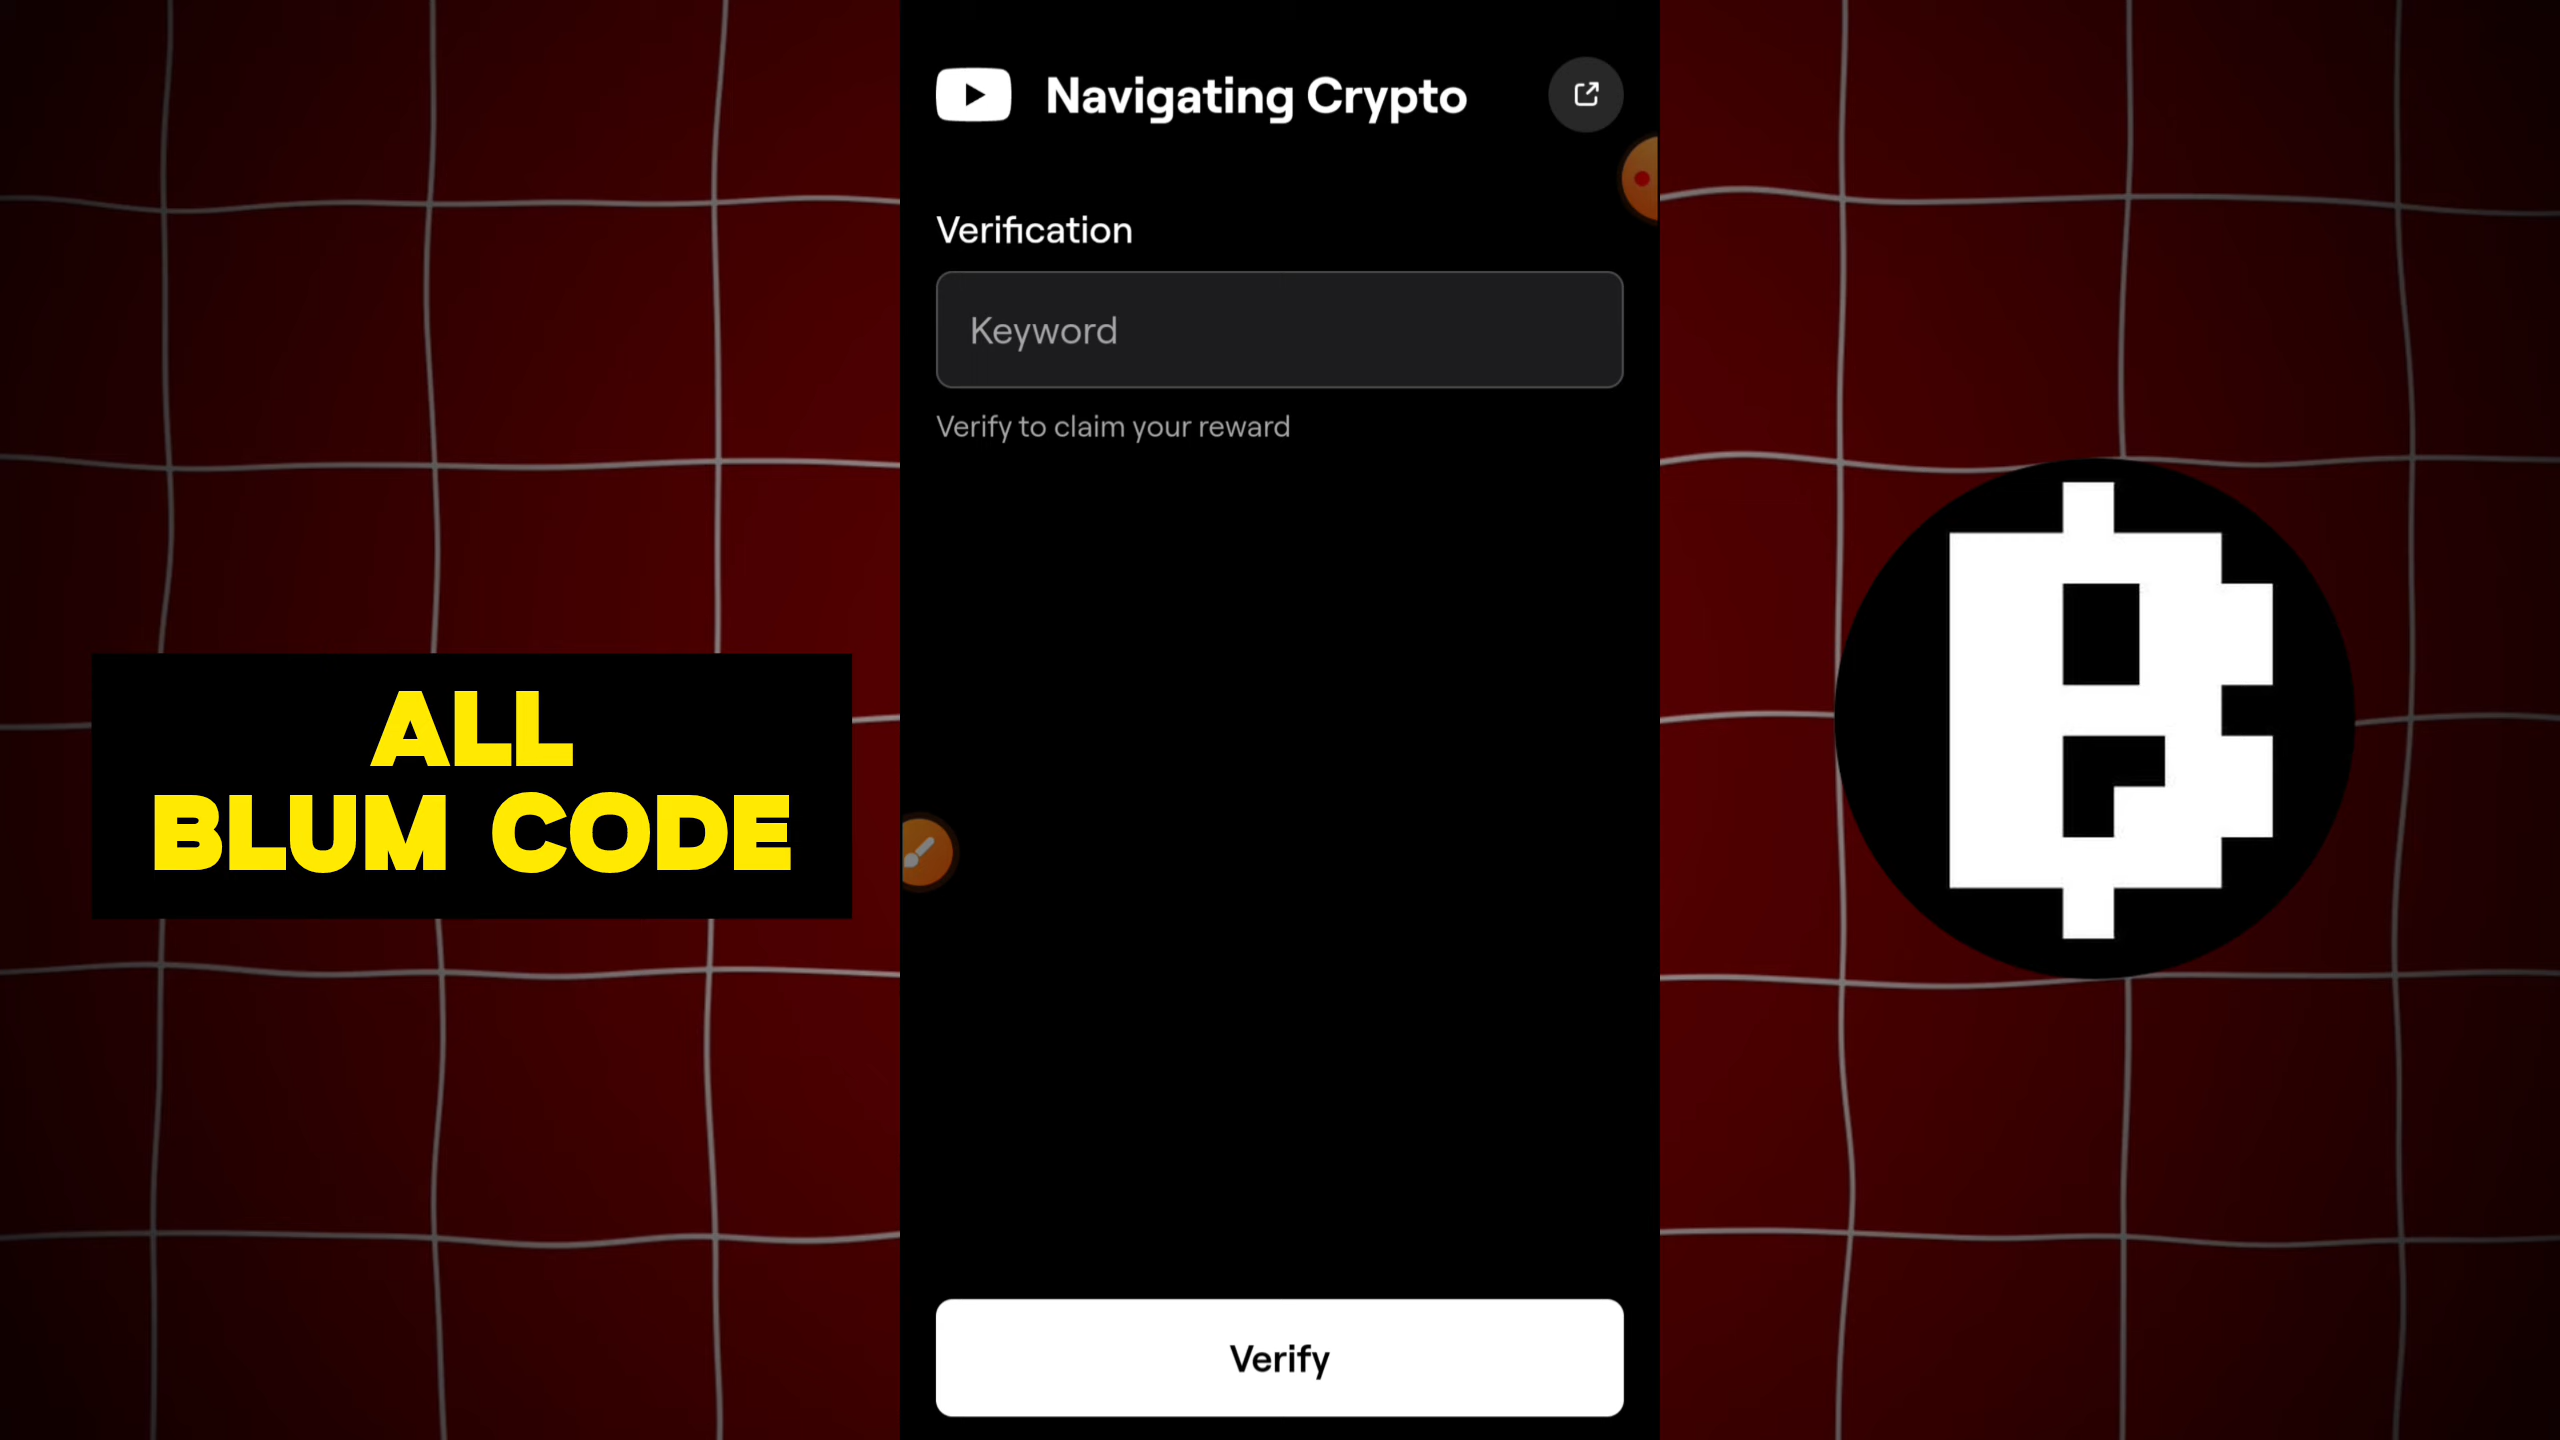 Navigating Crypto
Verification
Keyword
Verify to claim your reward
ALL
BLUM CODE
Verify